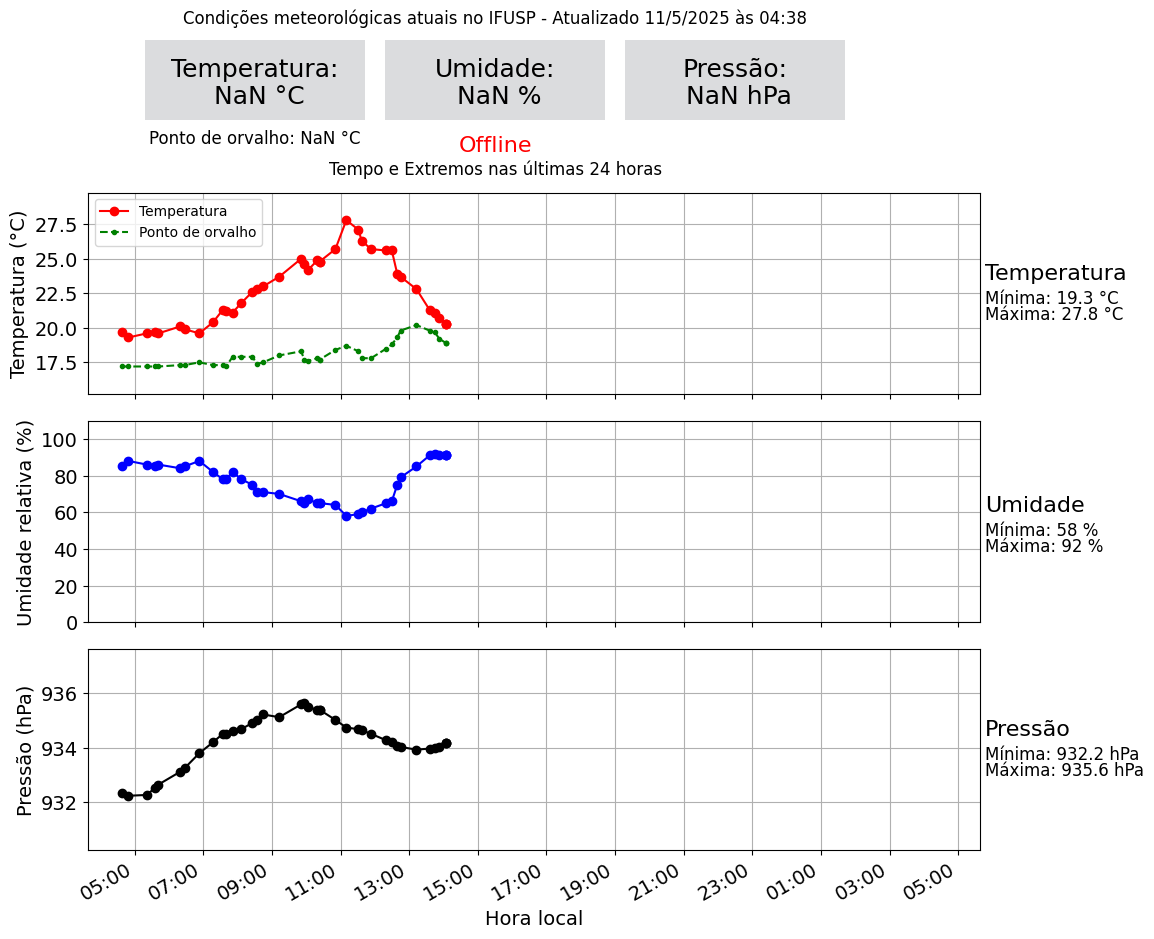 Condições meteorológicas atuais no IFUSP - Atualizado 11/5/2025 às 04:38
Temperatura:
NaN °C
Umidade:
NaN %
Pressão:
NaN hPa
Ponto de orvalho: NaN °C
Offline
Tempo e Extremos nas últimas 24 horas
Temperatura (°C)
27.5
25.0
22.5
20.0
17.5
Temperatura
Ponto de orvalho
Temperatura
Mínima: 19.3 °C
Máxima: 27.8 °C
Umidade relativa (%)
100
80
60
40
20
0
Umidade
Mínima: 58 %
Máxima: 92 %
Pressão (hPa)
936
934
932
Pressão
Mínima: 932.2 hPa
Máxima: 935.6 hPa
05:00
07:00
09:00
11:00
13:00
15:00
17:00
19:00
21:00
23:00
01:00
03:00
05:00
Hora local